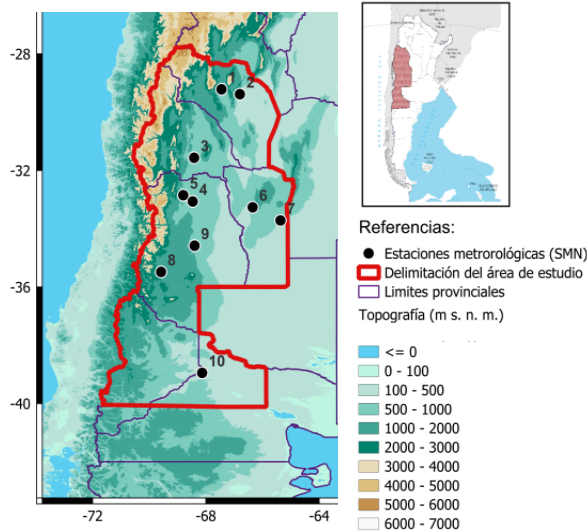 -28
-32
-36
-40
-72
-68
-64
1
2
3
5
4
6
7
9
8
10
Referencias:
Estaciones metrorológicas (SMN)
Delimitación del área de estudio
Limites provinciales
Topografía (m s. n. m.)
<= 0
0 - 100
100 - 500
500 - 1000
1000 - 2000
2000 - 3000
3000 - 4000
4000 - 5000
5000 - 6000
6000 - 7000